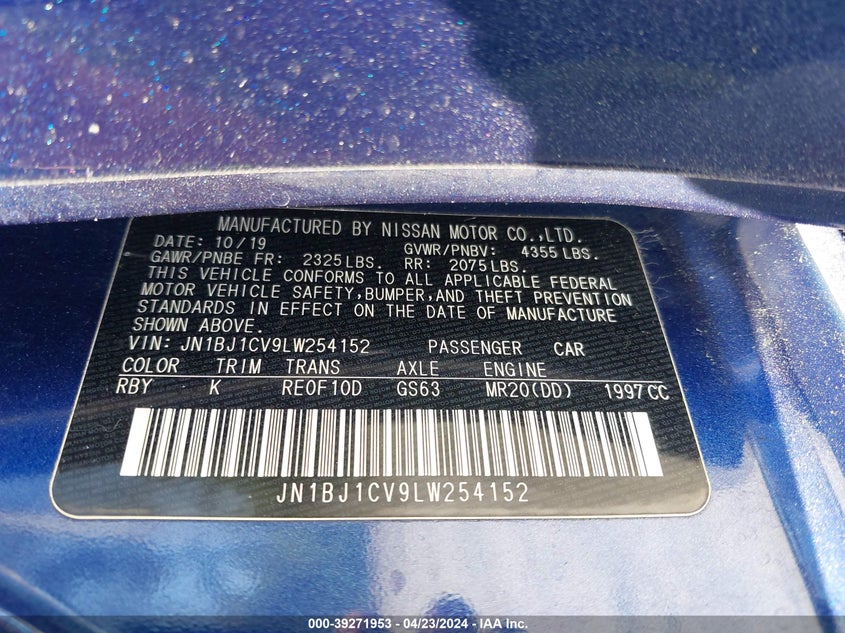 MANUFACTURED BY NISSAN MOTOR CO.,LTD.
DATE: 10/19 GVWR/PNBV: 4355 LBS.
GAWR/PNBE FR: 2325 LBS. RR: 2075 LBS.
THIS VEHICLE CONFORMS TO ALL APPLICABLE FEDERAL
MOTOR VEHICLE SAFETY,BUMPER,AND THEFT PREVENTION
STANDARDS IN EFFECT ON THE DATE OF MANUFACTURE
SHOWN ABOVE.
VIN: JN1BJ1CV9LW254152 PASSENGER CAR
COLOR TRIM TRANS AXLE ENGINE
RBY K RE0F10D GS63 MR20(DD) 1997CC
JN1BJ1CV9LW254152
000-39271953 - 04/23/2024 - IAA Inc.